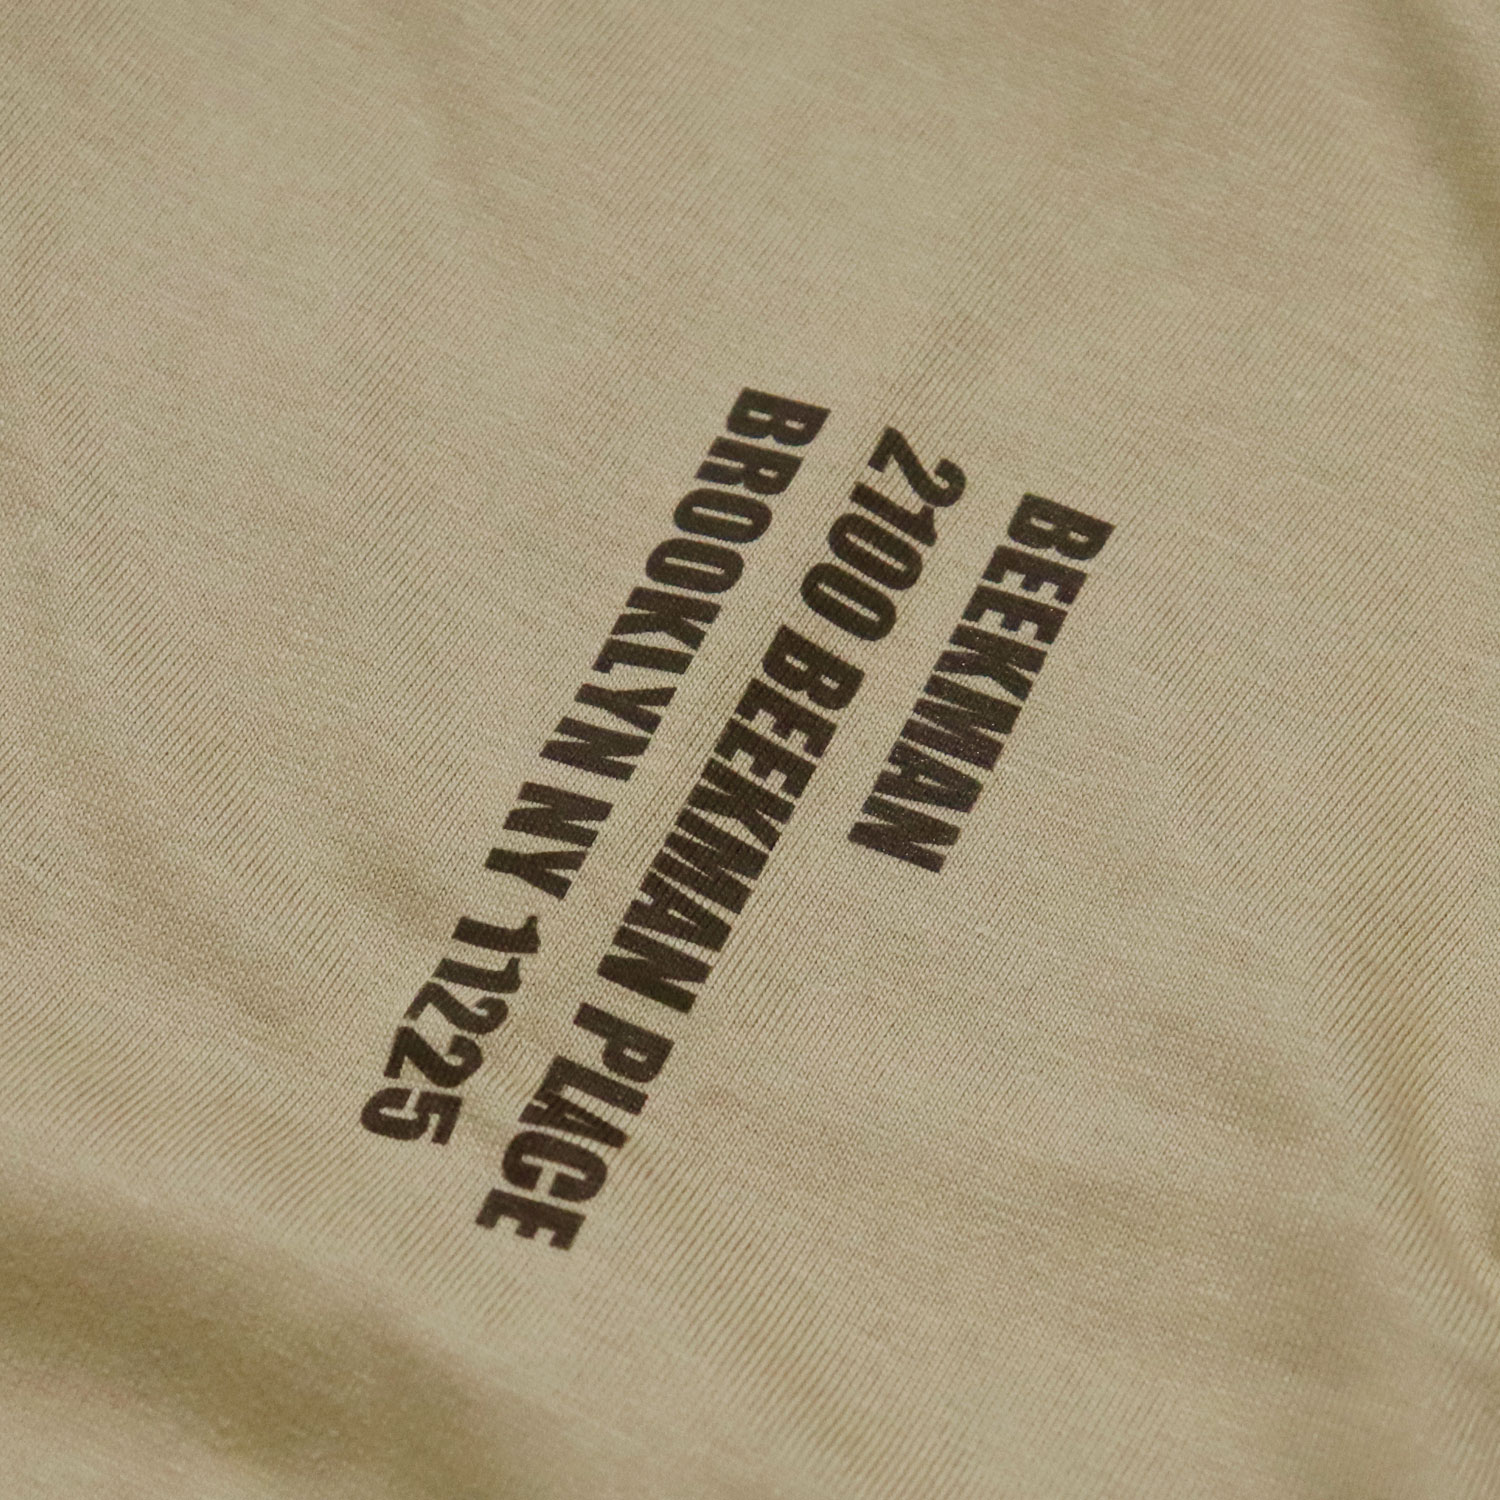 BEEKMAN
2100 BEEKMAN PLACE
BROOKLYN NY 11225